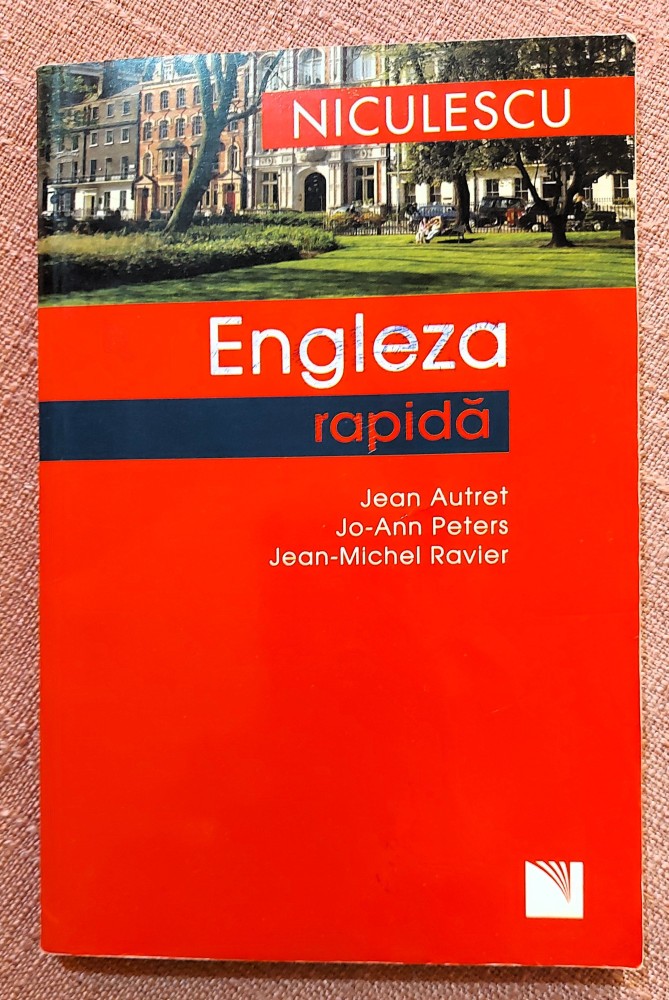 NICULESCU
Engleza
rapidă
Jean Autret
Jo-Ann Peters
Jean-Michel Ravier